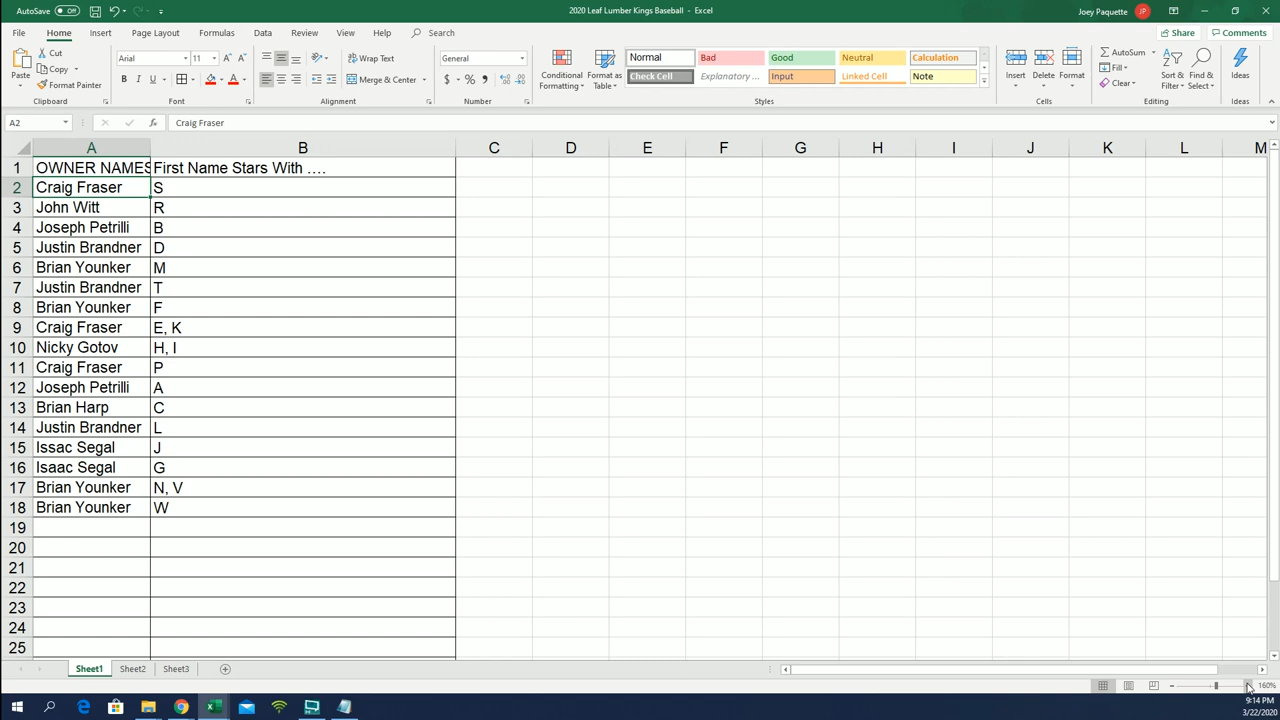 AutoSave Off 2020 Leaf Lumber Kings Baseball - Excel Joey Paquette JP
File Home Insert Page Layout Formulas Data Review View Help Search Share Comments
Paste Cut Copy Format Painter Clipboard
Arial 11 B I U A Font
Wrap Text Merge & Center Alignment
General $ % , Number
Conditional Formatting Format as Table
Normal Bad Good Neutral Calculation
Check Cell Explanatory ... Input Linked Cell Note
Styles
Insert Delete Format Cells
AutoSum Fill Clear Sort & Filter Find & Select Editing
Ideas Ideas
A2 fx Craig Fraser
A B C D E F G H I J K L M
1 OWNER NAMES First Name Stars With ....
2 Craig Fraser S
3 John Witt R
4 Joseph Petrilli B
5 Justin Brandner D
6 Brian Younker M
7 Justin Brandner T
8 Brian Younker F
9 Craig Fraser E, K
10 Nicky Gotov H, I
11 Craig Fraser P
12 Joseph Petrilli A
13 Brian Harp C
14 Justin Brandner L
15 Issac Segal J
16 Isaac Segal G
17 Brian Younker N, V
18 Brian Younker W
19
20
21
22
23
24
25
Sheet1 Sheet2 Sheet3
160%
9:14 PM
3/22/2020